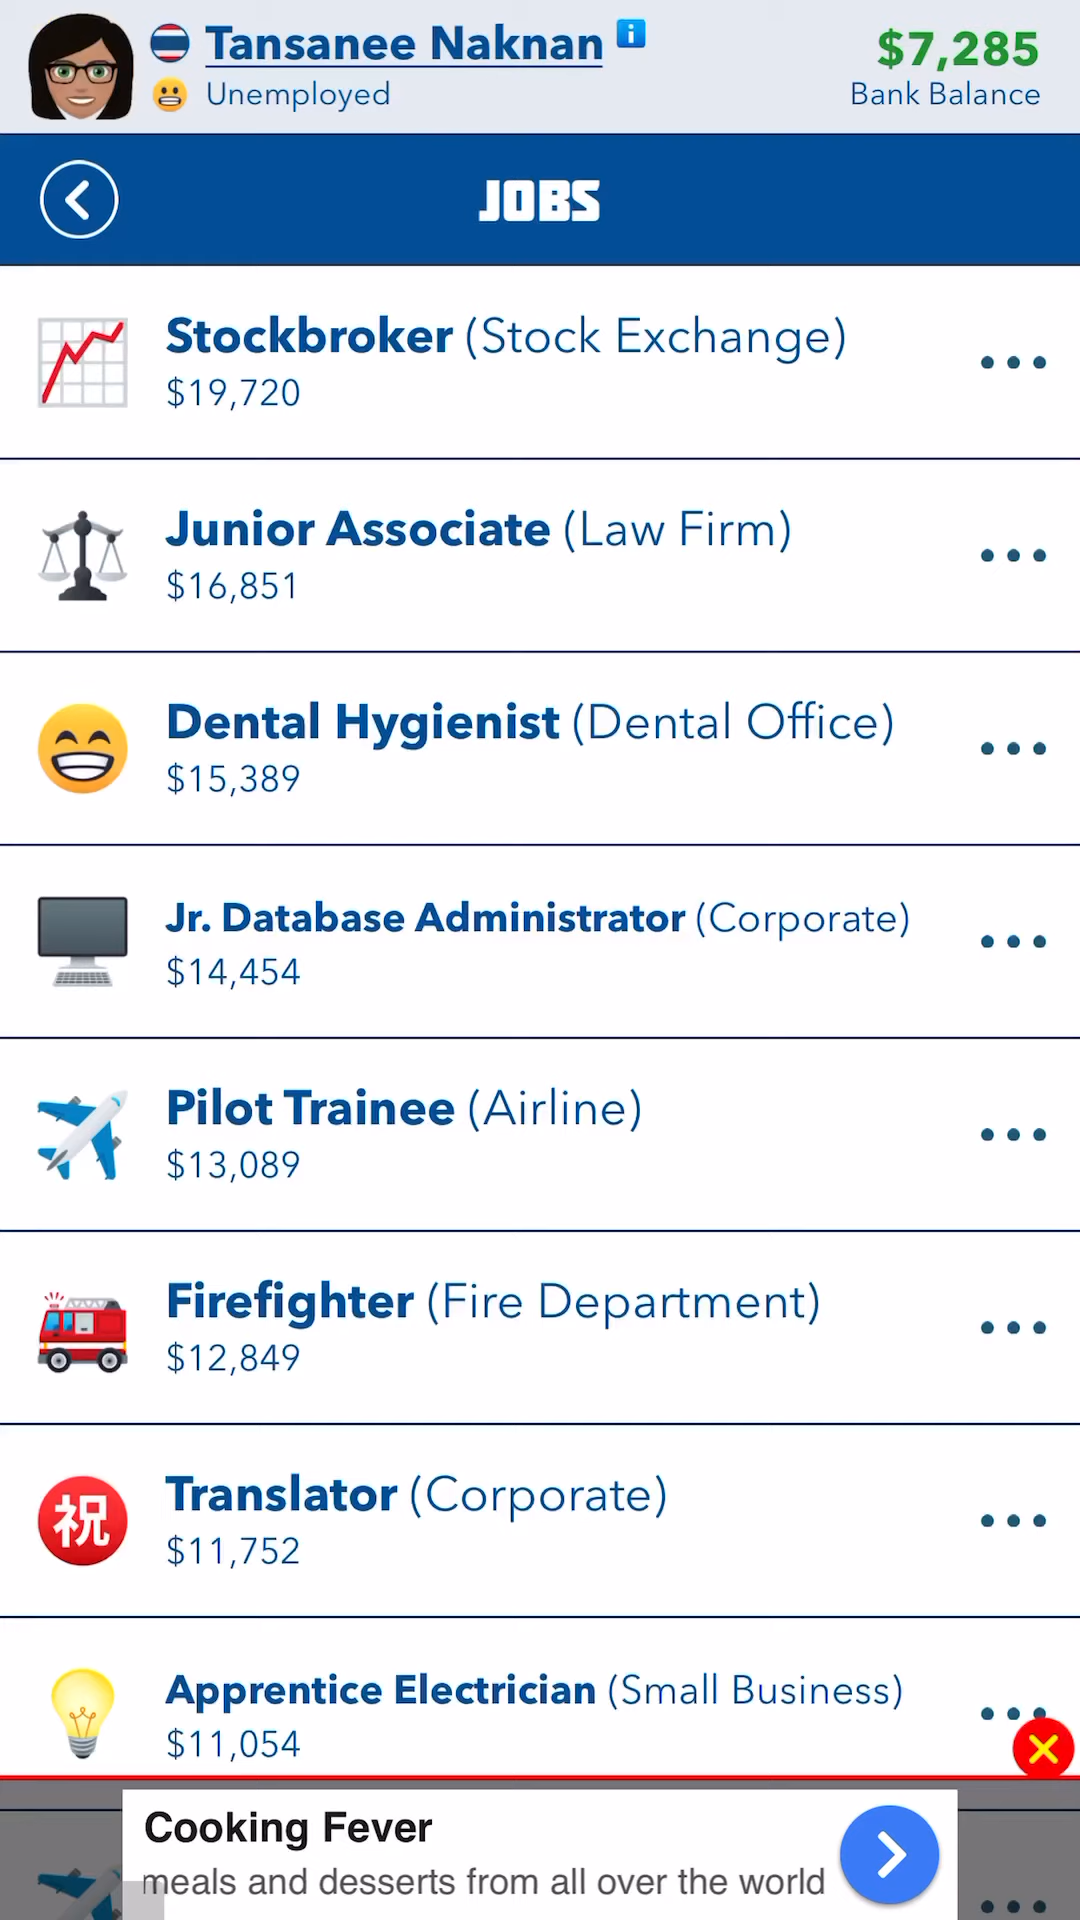 Tansanee Naknan i
Unemployed
$7,285
Bank Balance
JOBS
Stockbroker (Stock Exchange)
$19,720
Junior Associate (Law Firm)
$16,851
Dental Hygienist (Dental Office)
$15,389
Jr. Database Administrator (Corporate)
$14,454
Pilot Trainee (Airline)
$13,089
Firefighter (Fire Department)
$12,849
祝
Translator (Corporate)
$11,752
Apprentice Electrician (Small Business)
$11,054
Cooking Fever
meals and desserts from all over the world